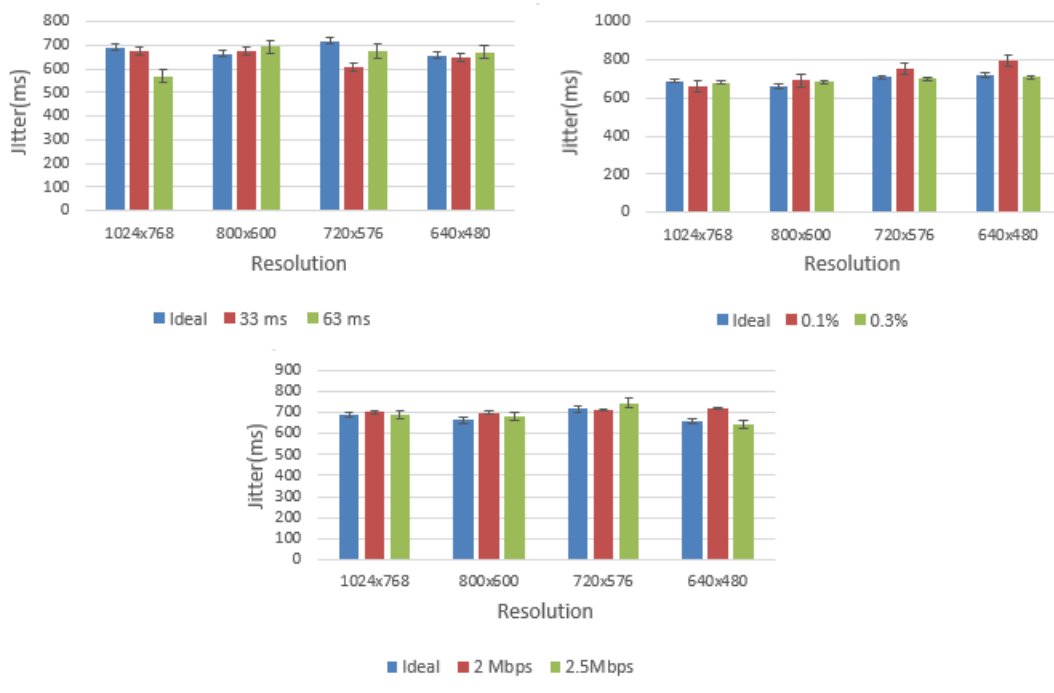 800
700
600
500
400
300
200
100
0
Jitter(ms)
1024x768 800x600 720x576 640x480
Resolution
Ideal 33 ms 63 ms
1000
800
600
400
200
0
Jitter(ms)
1024x768 800x600 720x576 640x480
Resolution
Ideal 0.1% 0.3%
900
800
700
600
500
400
300
200
100
0
Jitter(ms)
1024x768 800x600 720x576 640x480
Resolution
Ideal 2 Mbps 2.5Mbps